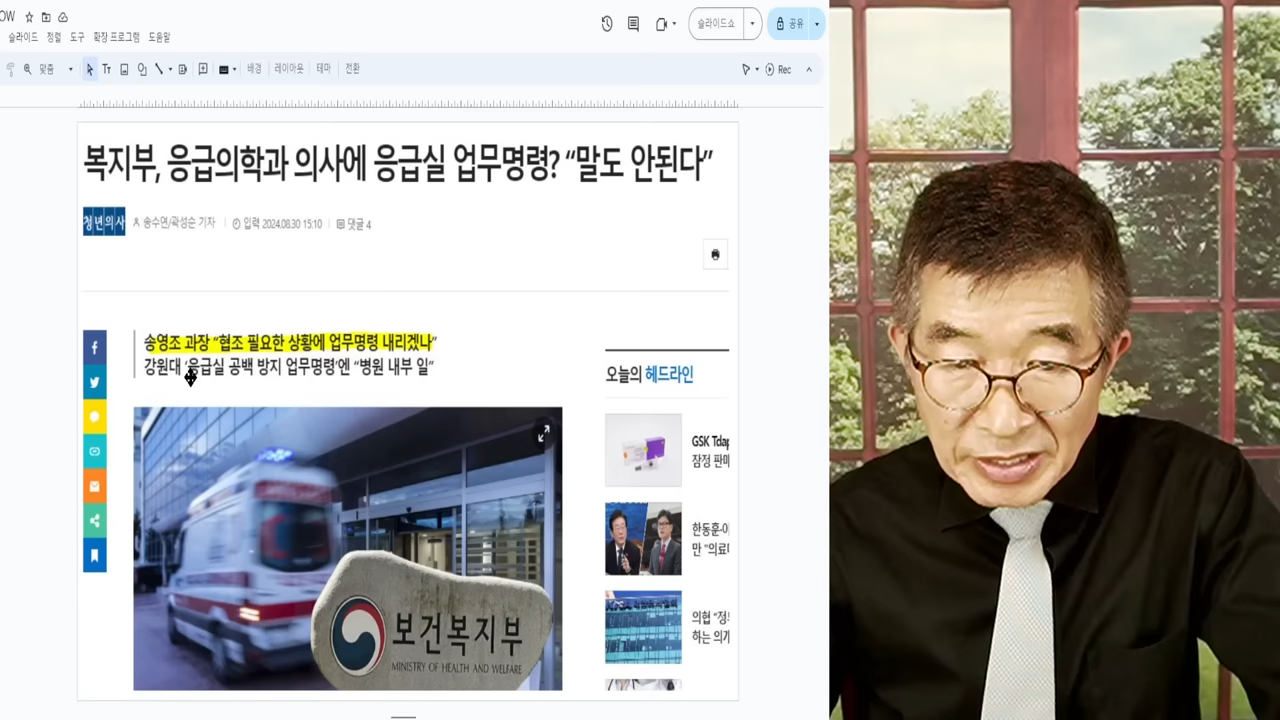 OW
슬라이드 정렬 도구 확장 프로그램 도움말
슬라이드쇼
공유
맞춤
Tr
배경 레이아웃 테마 전환
Rec
복지부, 응급의학과 의사에 응급실 업무명령? “말도 안된다”
청년의사
송수연/곽성순 기자
입력 2024.08.30 15:10
댓글 4
송영조 과장 “협조 필요한 상황에 업무명령 내리겠나”
강원대 ‘응급실 공백 방지 업무명령’엔 “병원 내부 일”
오늘의 헤드라인
GSK Tdap
잠정 판매
한동훈-이
만 "의료
의협 “정
하는 의
보건복지부
MINISTRY OF HEALTH AND WELFARE